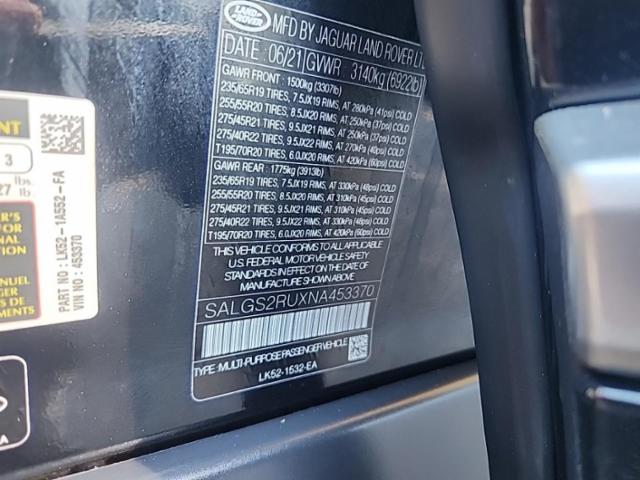 LAND ROVER
MFD BY JAGUAR LAND ROVER LT
DATE: 06/21 GVWR : 3140kg (6922lb)
GAWR FRONT : 1500kg (3307lb)
235/65R19 TIRES, 7.5JX19 RIMS, AT 280kPa (41psi) COLD
255/55R20 TIRES, 8.5JX20 RIMS, AT 250kPa (37psi) COLD
275/45R21 TIRES, 9.5JX21 RIMS, AT 250kPa (37psi) COLD
275/40R22 TIRES, 9.5JX22 RIMS, AT 270kPa (40psi) COLD
T195/70R20 TIRES, 6.0JX20 RIMS, AT 420kPa (60psi) COLD
GAWR REAR : 1775kg (3913lb)
235/65R19 TIRES, 7.5JX19 RIMS, AT 330kPa (48psi) COLD
255/55R20 TIRES, 8.5JX20 RIMS, AT 310kPa (45psi) COLD
275/45R21 TIRES, 9.5JX21 RIMS, AT 310kPa (45psi) COLD
275/40R22 TIRES, 9.5JX22 RIMS, AT 330kPa (48psi) COLD
T195/70R20 TIRES, 6.0JX20 RIMS, AT 420kPa (60psi) COLD
THIS VEHICLE CONFORMS TO ALL APPLICABLE
U.S. FEDERAL MOTOR VEHICLE SAFETY
STANDARDS IN EFFECT ON THE DATE OF
MANUFACTURE SHOWN ABOVE.
SALGS2RUXNA453370
TYPE: MULTI-PURPOSE PASSENGER VEHICLE
LK52-1532-EA
3
27 lb
PART NO : LK52-1A552-FA
VIN NO : 453370
MANUEL